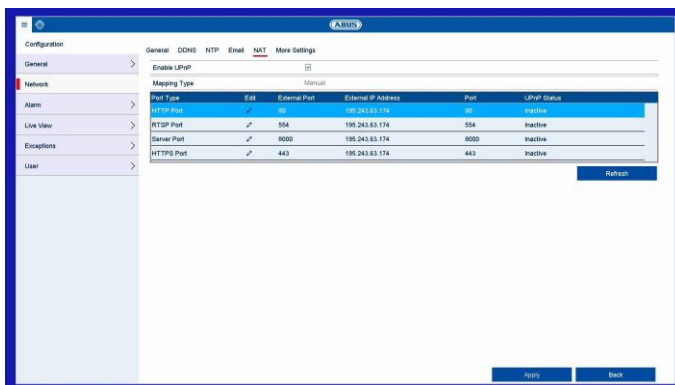 ABUS
Configuration
General DDNS NTP Email NAT More Settings
General
Enable UPnP
Network
Mapping Type Manual
Port Type Edit External Port External IP Address Port UPnP Status
Alarm
HTTP Port 80 195.243.63.174 80 Inactive
Live View
RTSP Port 554 195.243.63.174 554 Inactive
Server Port 8000 195.243.63.174 8000 Inactive
Exceptions
HTTPS Port 443 195.243.63.174 443 Inactive
User
Refresh
Apply Back